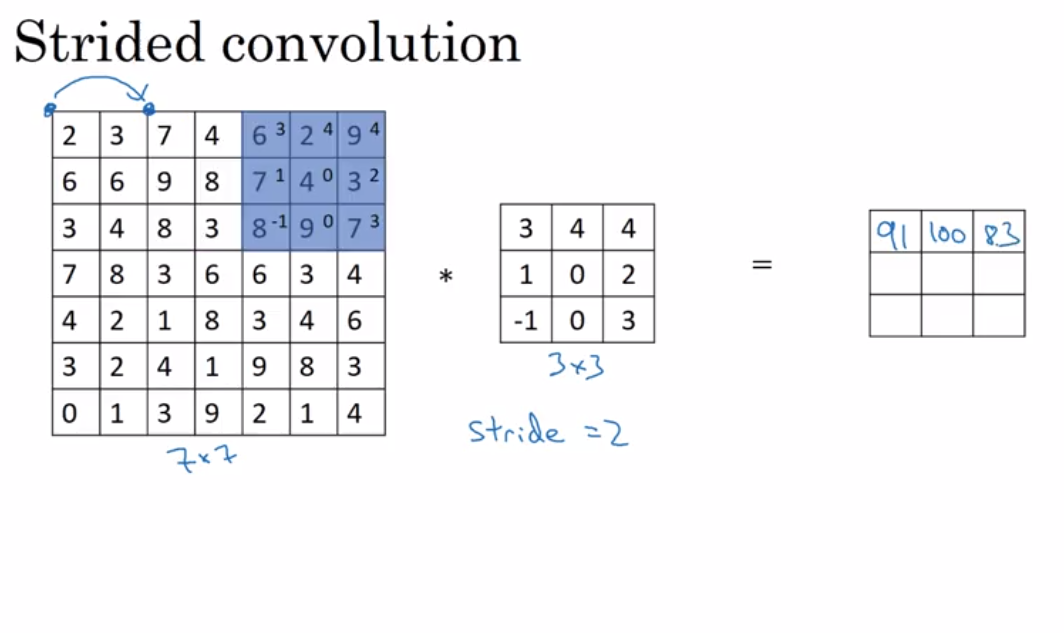 Strided convolution
2 3 7 4 6 3 2 4 9 4
6 6 9 8 7 1 4 0 3 2
3 4 8 3 8 -1 9 0 7 3
7 8 3 6 6 3 4
4 2 1 8 3 4 6
3 2 4 1 9 8 3
0 1 3 9 2 1 4
7×7
*
3 4 4
1 0 2
-1 0 3
3×3
stride =2
=
91 100 83